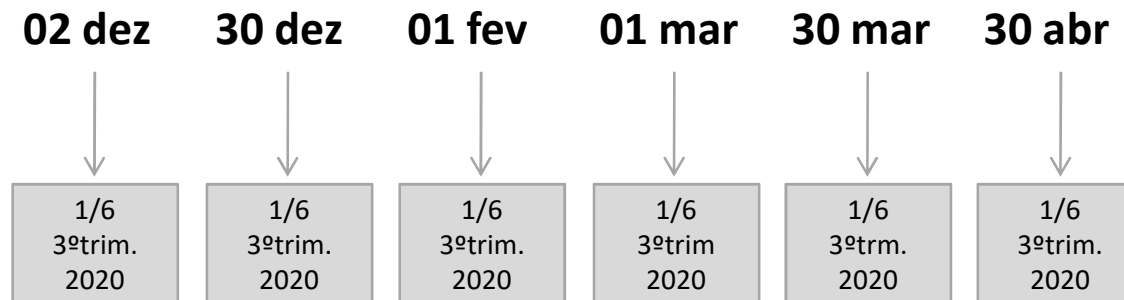 02 dez 30 dez 01 fev 01 mar 30 mar 30 abr
1/6 1/6 1/6 1/6 1/6 1/6
3ºtrim. 3ºtrim. 3ºtrim. 3ºtrim 3ºtrm. 3ºtrim.
2020 2020 2020 2020 2020 2020